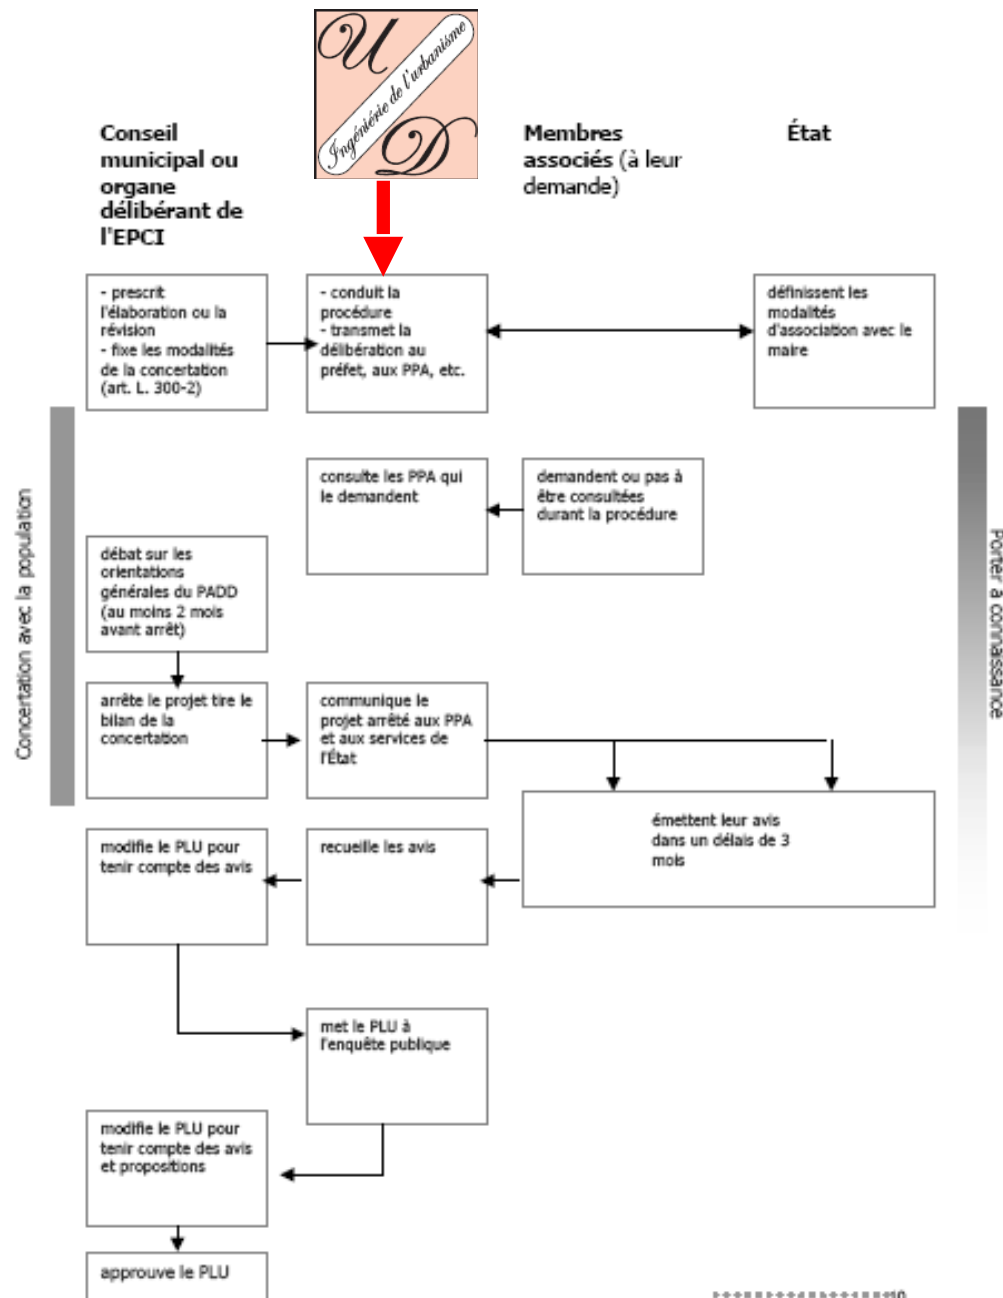 U
Ingéniérie de l'urbanisme
D
Conseil
municipal ou
organe
délibérant de
l'EPCI
Membres
associés (à leur
demande)
État
- prescrit
l'élaboration ou la
révision
- fixe les modalités
de la concertation
(art. L. 300-2)
- conduit la
procédure
- transmet la
délibération au
préfet, aux PPA, etc.
définissent les
modalités
d'association avec le
maire
Concertation avec la population
Porter a connaissance
consulte les PPA qui
le demandent
demandent ou pas à
être consultées
durant la procédure
débat sur les
orientations
générales du PADD
(au moins 2 mois
avant arrêt)
arrête le projet tire le
bilan de la
concertation
communique le
projet arrêté aux PPA
et aux services de
l'État
émettent leur avis
dans un délais de 3
mois
modifie le PLU pour
tenir compte des avis
recueille les avis
met le PLU à
l'enquête publique
modifie le PLU pour
tenir compte des avis
et propositions
approuve le PLU
10